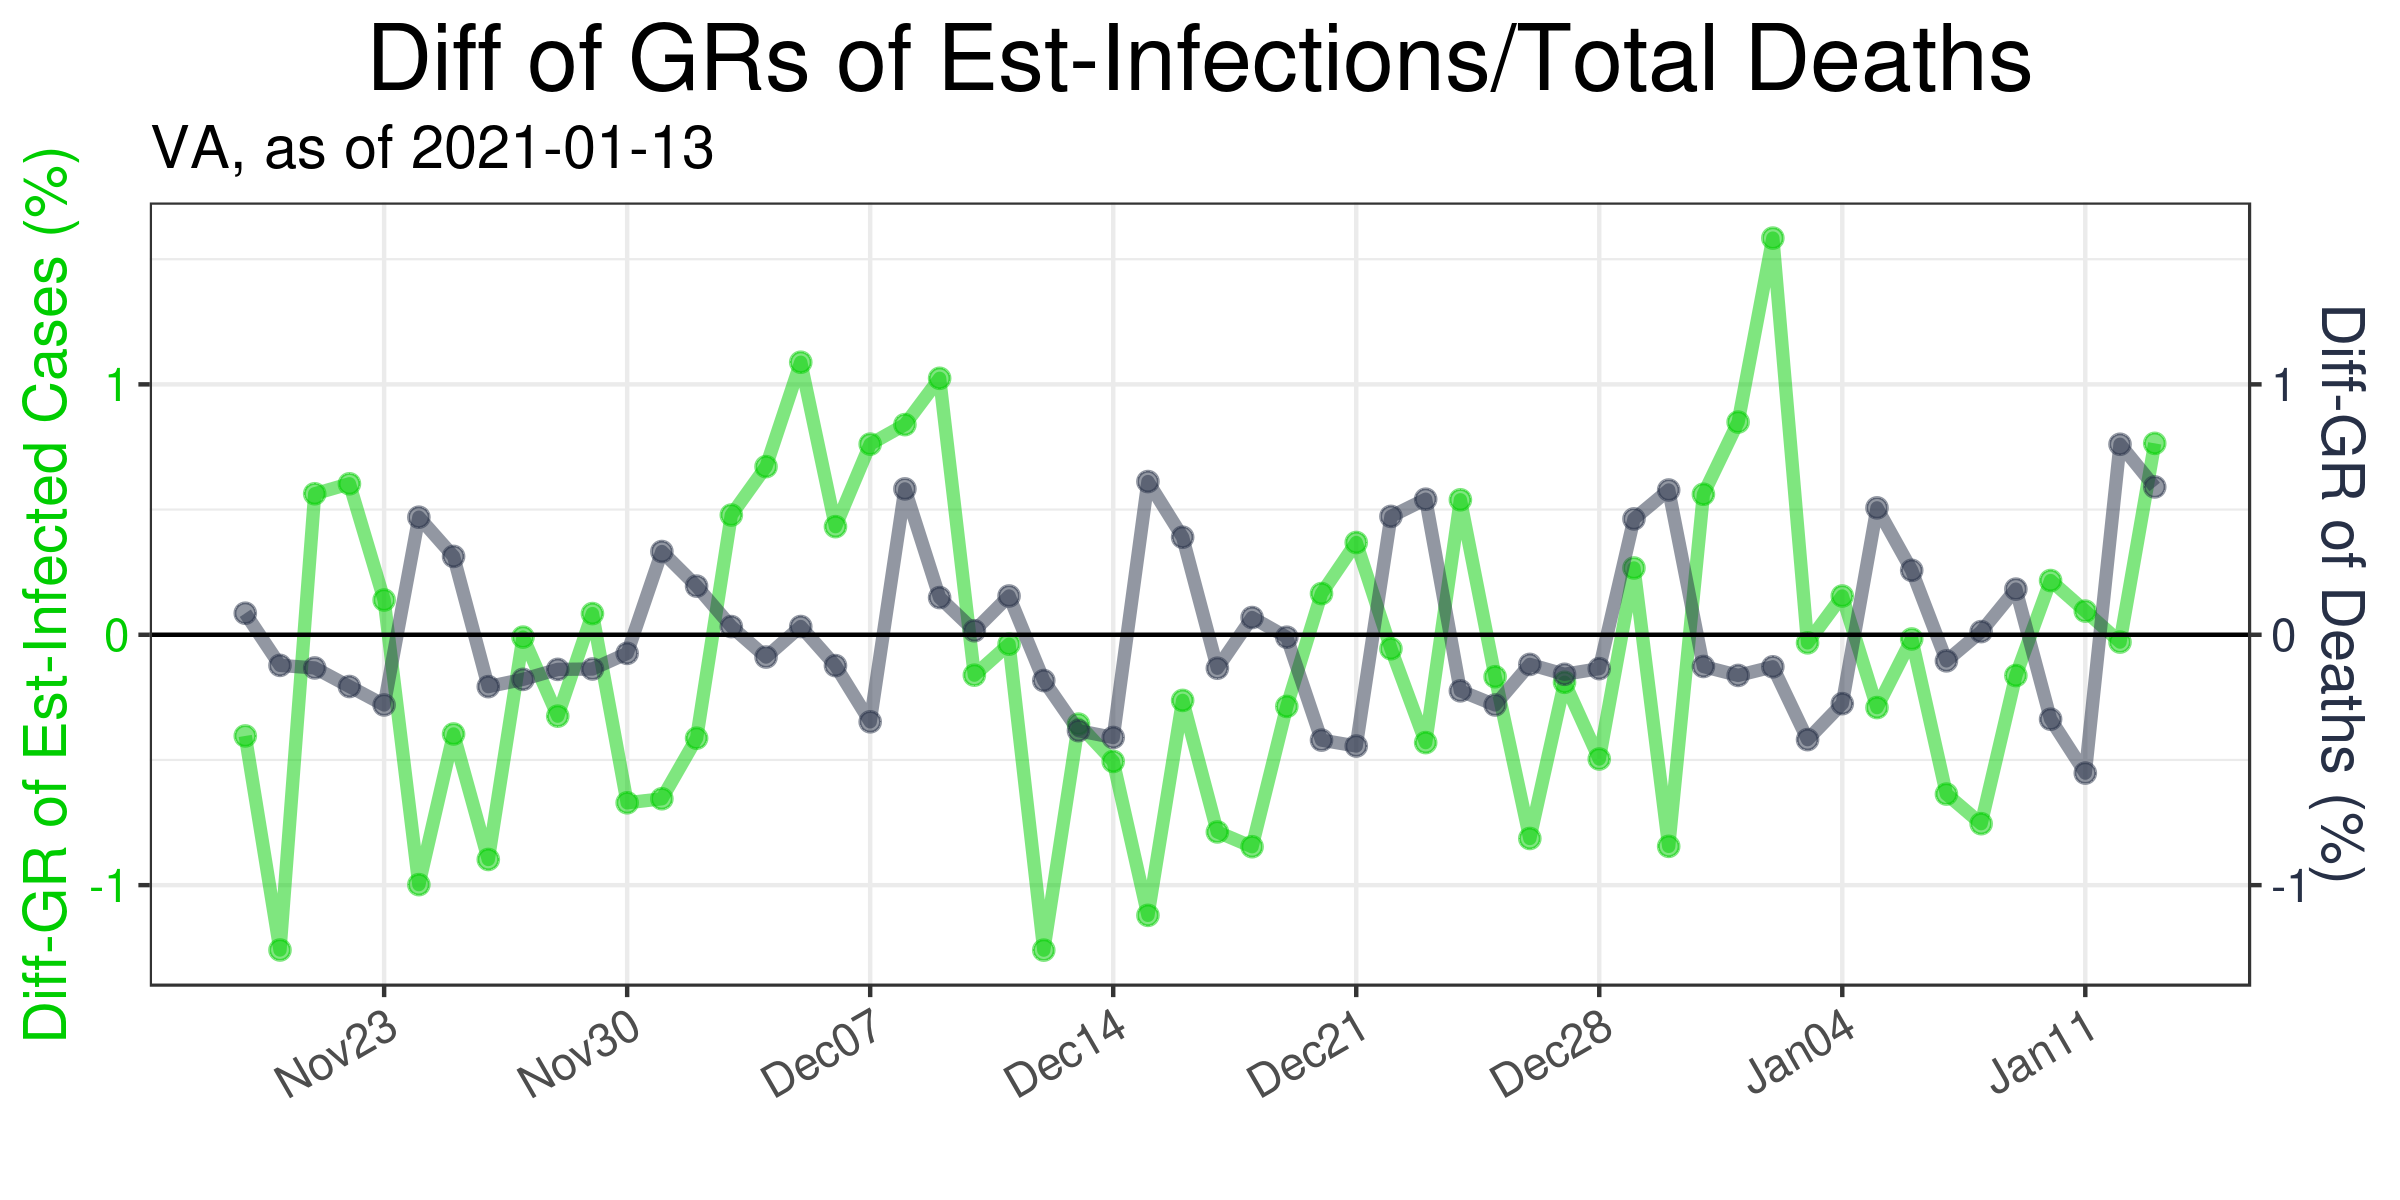 Diff of GRs of Est-Infections/Total Deaths
VA, as of 2021-01-13
Diff-GR of Est-Infected Cases (%)
1
0
-1
1
0
-1
Diff-GR of Deaths (%)
Nov23
Nov30
Dec07
Dec14
Dec21
Dec28
Jan04
Jan11